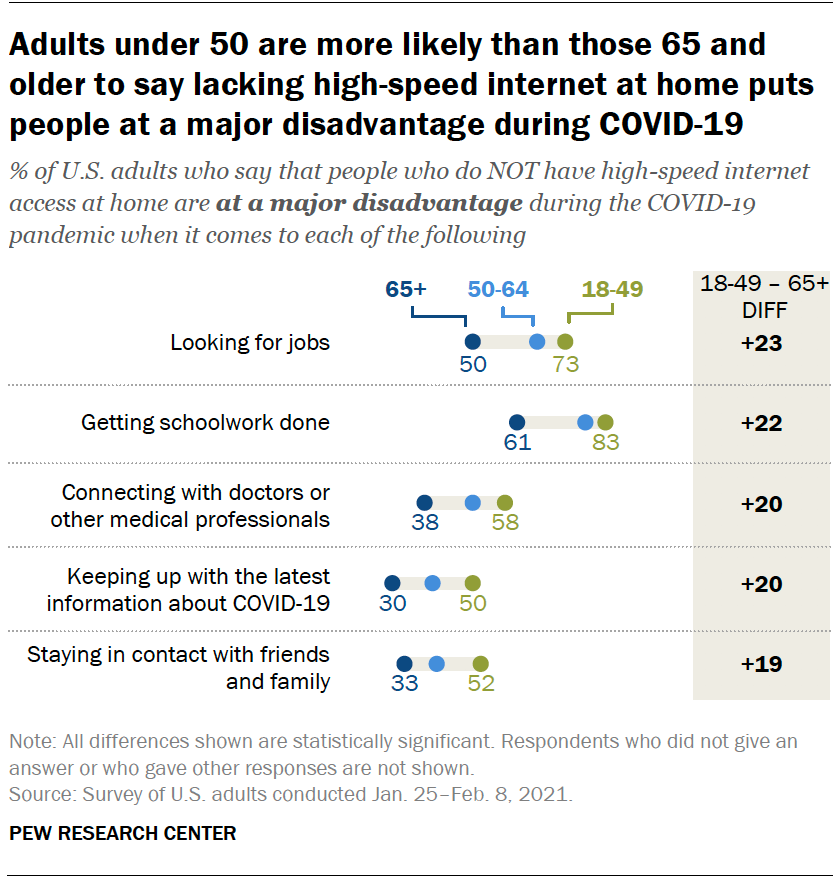 Adults under 50 are more likely than those 65 and
older to say lacking high-speed internet at home puts
people at a major disadvantage during COVID-19
% of U.S. adults who say that people who do NOT have high-speed internet
access at home are at a major disadvantage during the COVID-19
pandemic when it comes to each of the following
65+ 50-64 18-49
18-49 – 65+
DIFF
Looking for jobs
50 73
+23
Getting schoolwork done
61 83
+22
Connecting with doctors or
other medical professionals
38 58
+20
Keeping up with the latest
information about COVID-19
30 50
+20
Staying in contact with friends
and family
33 52
+19
Note: All differences shown are statistically significant. Respondents who did not give an
answer or who gave other responses are not shown.
Source: Survey of U.S. adults conducted Jan. 25–Feb. 8, 2021.
PEW RESEARCH CENTER